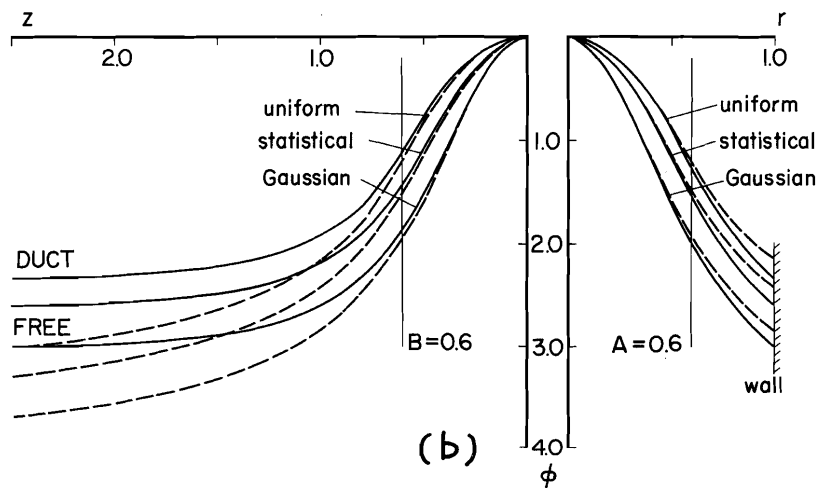 z r
2.0 1.0 1.0
uniform uniform
statistical 1.0 statistical
Gaussian Gaussian
DUCT 2.0
FREE B=0.6 3.0 A=0.6
wall
(b) 4.0
φ